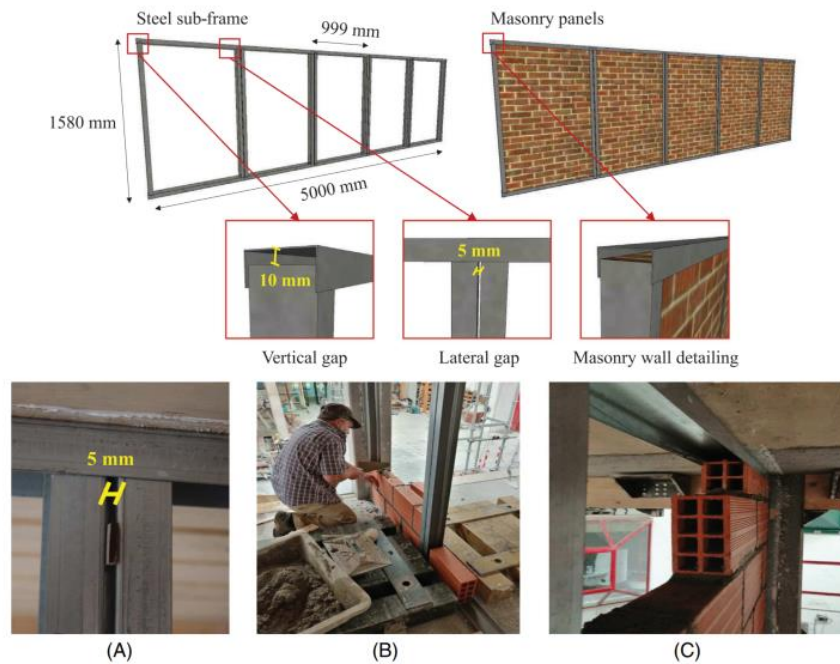 Steel sub-frame
999 mm
Masonry panels
1580 mm
5000 mm
10 mm
5 mm
Vertical gap
Lateral gap
Masonry wall detailing
5 mm
(A)
(B)
(C)